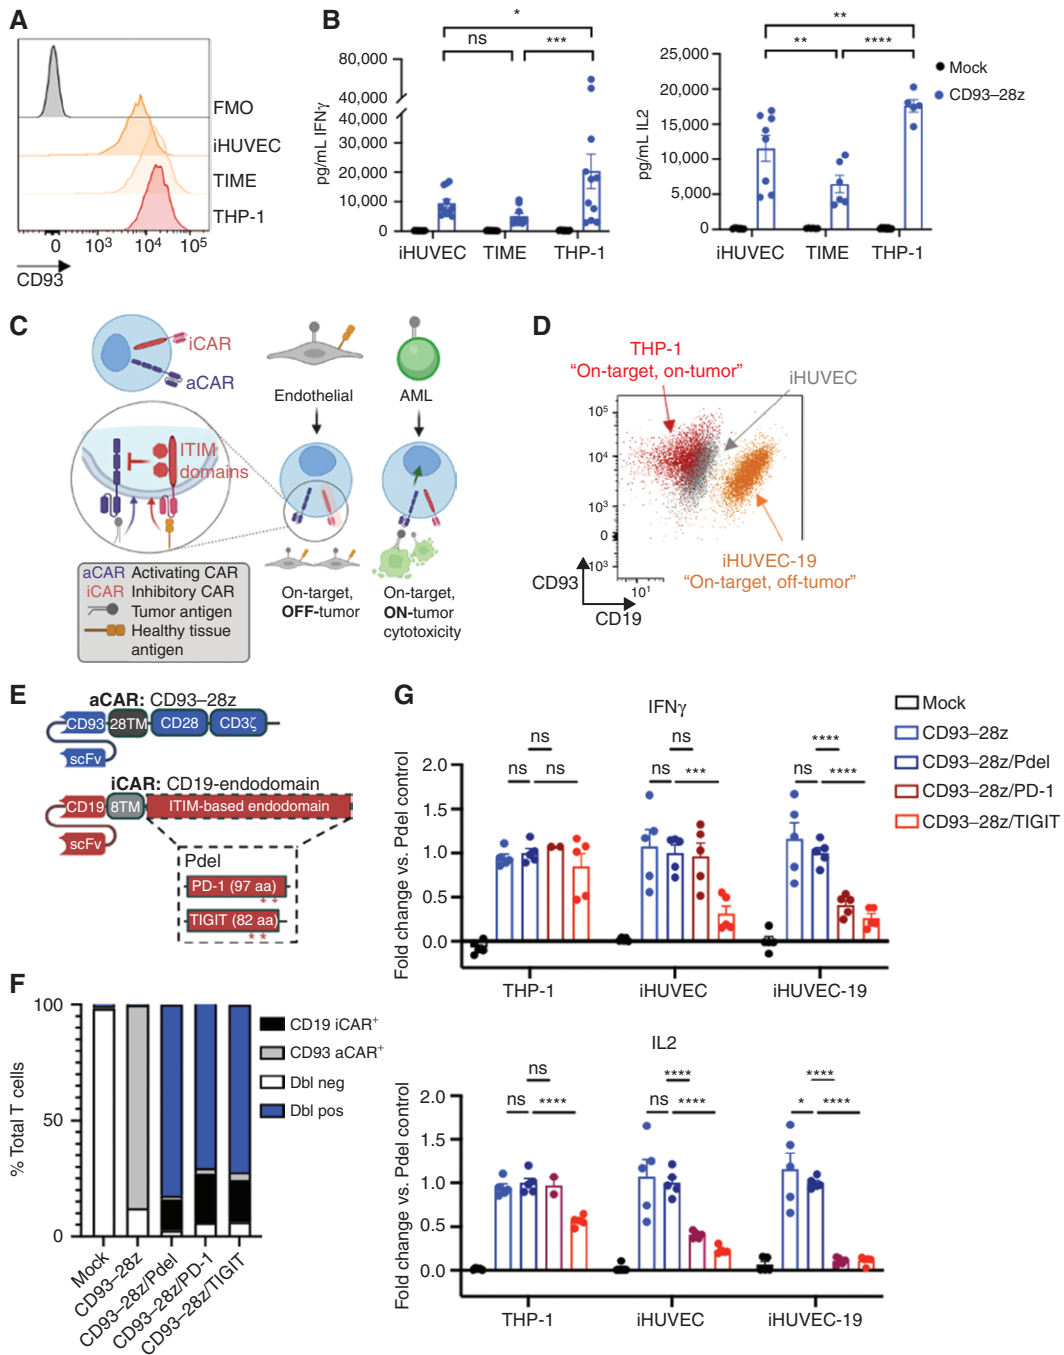 A
FMO
iHUVEC
TIME
THP-1
0 10³ 10⁴ 10⁵
CD93
B
*
ns ***
80,000
40,000
40,000
30,000
20,000
10,000
0
pg/mL IFNγ
iHUVEC TIME THP-1
**
** ****
25,000
20,000
15,000
10,000
5,000
0
pg/mL IL2
iHUVEC TIME THP-1
Mock
CD93–28z
C
iCAR
aCAR
Endothelial
AML
ITIM
domains
aCAR Activating CAR
iCAR Inhibitory CAR
Tumor antigen
Healthy tissue
antigen
On-target,
OFF-tumor
On-target,
ON-tumor
cytotoxicity
D
THP-1
“On-target, on-tumor”
iHUVEC
10⁵
10⁴
10³
0
10³
10¹
iHUVEC-19
“On-target, off-tumor”
CD93
CD19
E
aCAR: CD93–28z
CD93 28TM CD28 CD3ζ
scFv
iCAR: CD19-endodomain
CD19 8TM ITIM-based endodomain
scFv
Pdel
PD-1 (97 aa)
**
TIGIT (82 aa)
**
F
100
50
0
% Total T cells
CD19 iCAR⁺
CD93 aCAR⁺
Dbl neg
Dbl pos
Mock
CD93–28z
CD93–28z/Pdel
CD93–28z/PD-1
CD93–28z/TIGIT
G
IFNγ
Mock
CD93–28z
CD93–28z/Pdel
CD93–28z/PD-1
CD93–28z/TIGIT
ns ns ****
ns ns ns *** ns ****
2.0
1.5
1.0
0.5
0.0
Fold change vs. Pdel control
THP-1 iHUVEC iHUVEC-19
IL2
ns **** ****
ns **** ns **** * ****
2.0
1.5
1.0
0.5
0.0
Fold change vs. Pdel control
THP-1 iHUVEC iHUVEC-19